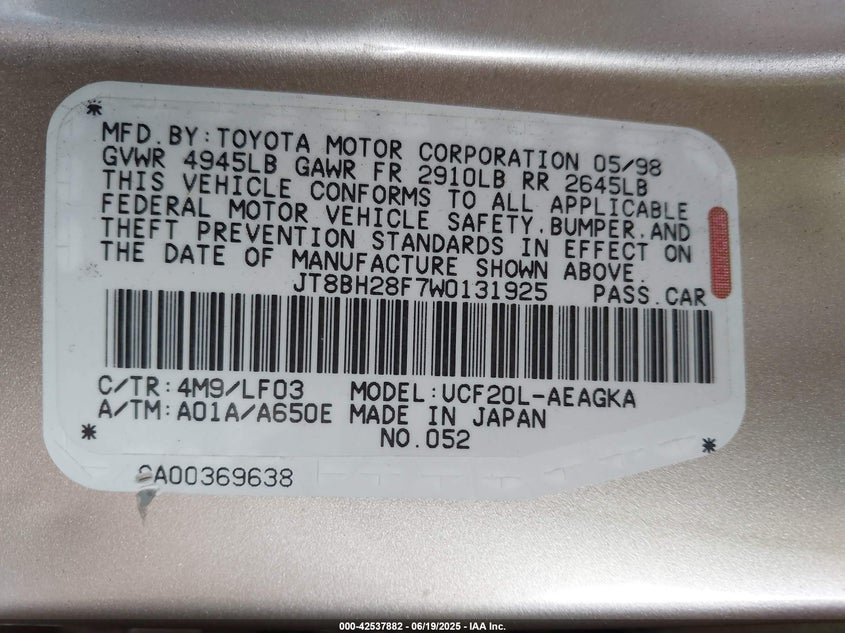 MFD.BY:TOYOTA MOTOR CORPORATION 05/98
GVWR 4945LB GAWR FR 2910LB RR 2645LB
THIS VEHICLE CONFORMS TO ALL APPLICABLE
FEDERAL MOTOR VEHICLE SAFETY,BUMPER,AND
THEFT PREVENTION STANDARDS IN EFFECT ON
THE DATE OF MANUFACTURE SHOWN ABOVE.
JT8BH28F7W0131925 PASS.CAR
C/TR:4M9/LF03 MODEL:UCF20L-AEAGKA
A/TM:A01A/A650E MADE IN JAPAN
NO.052
A00369638
000-42537882 - 06/19/2025 - IAA Inc.